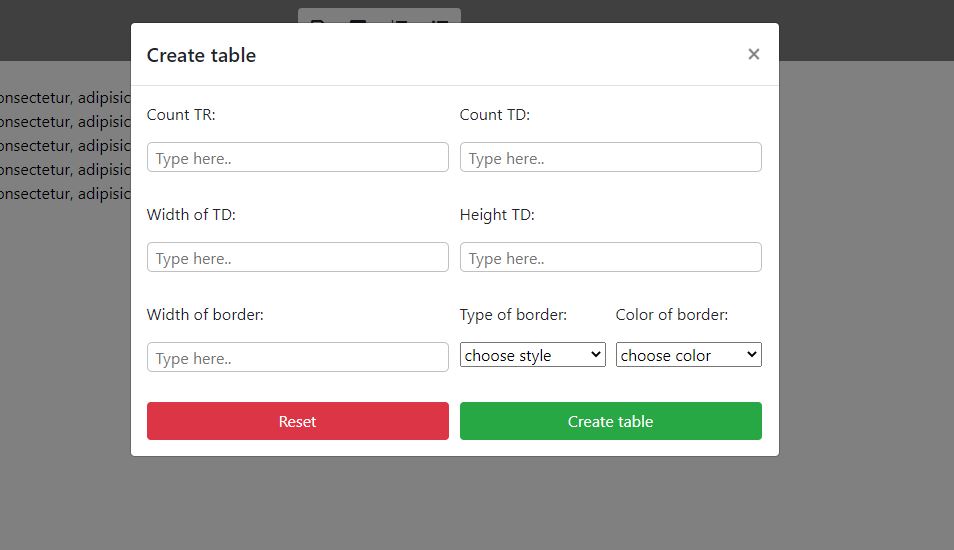 Create table ×
onsectetur, adipisic
onsectetur, adipisic
onsectetur, adipisic
onsectetur, adipisic
onsectetur, adipisic
Count TR: Count TD:
Type here.. Type here..
Width of TD: Height TD:
Type here.. Type here..
Width of border: Type of border: Color of border:
Type here.. choose style choose color
Reset Create table